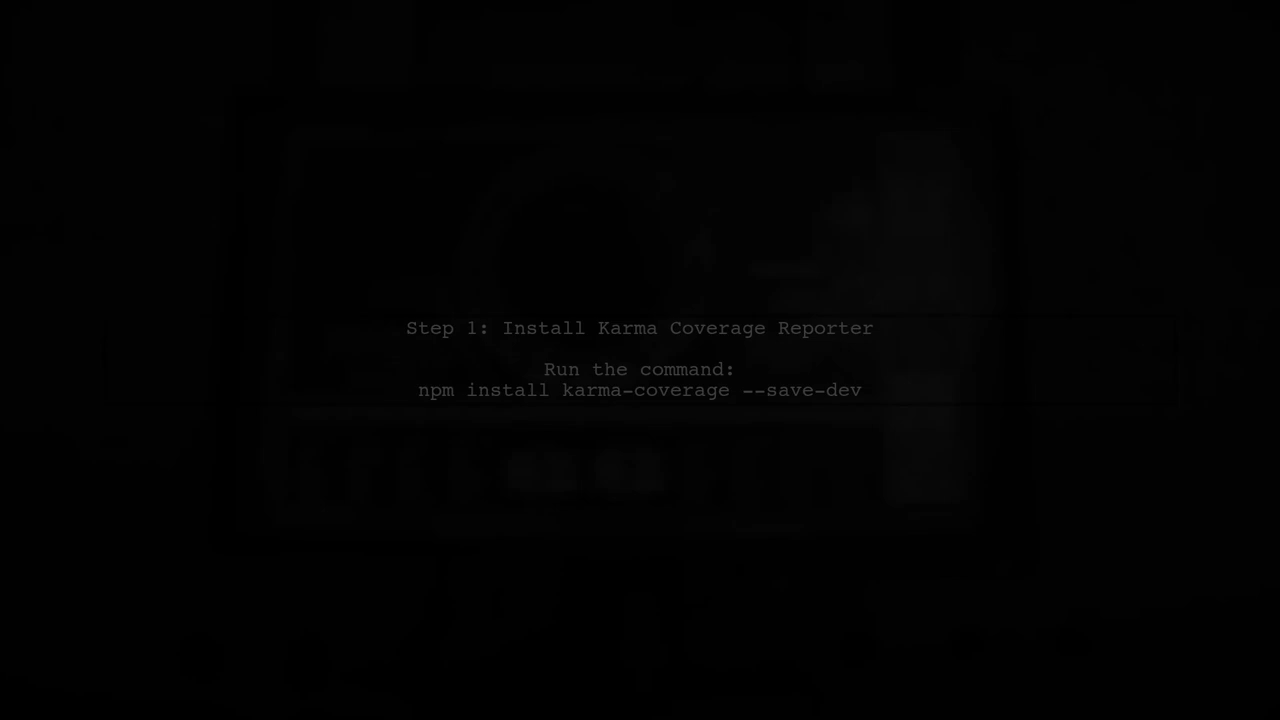 Step 1: Install Karma Coverage Reporter
Run the command:
npm install karma-coverage --save-dev